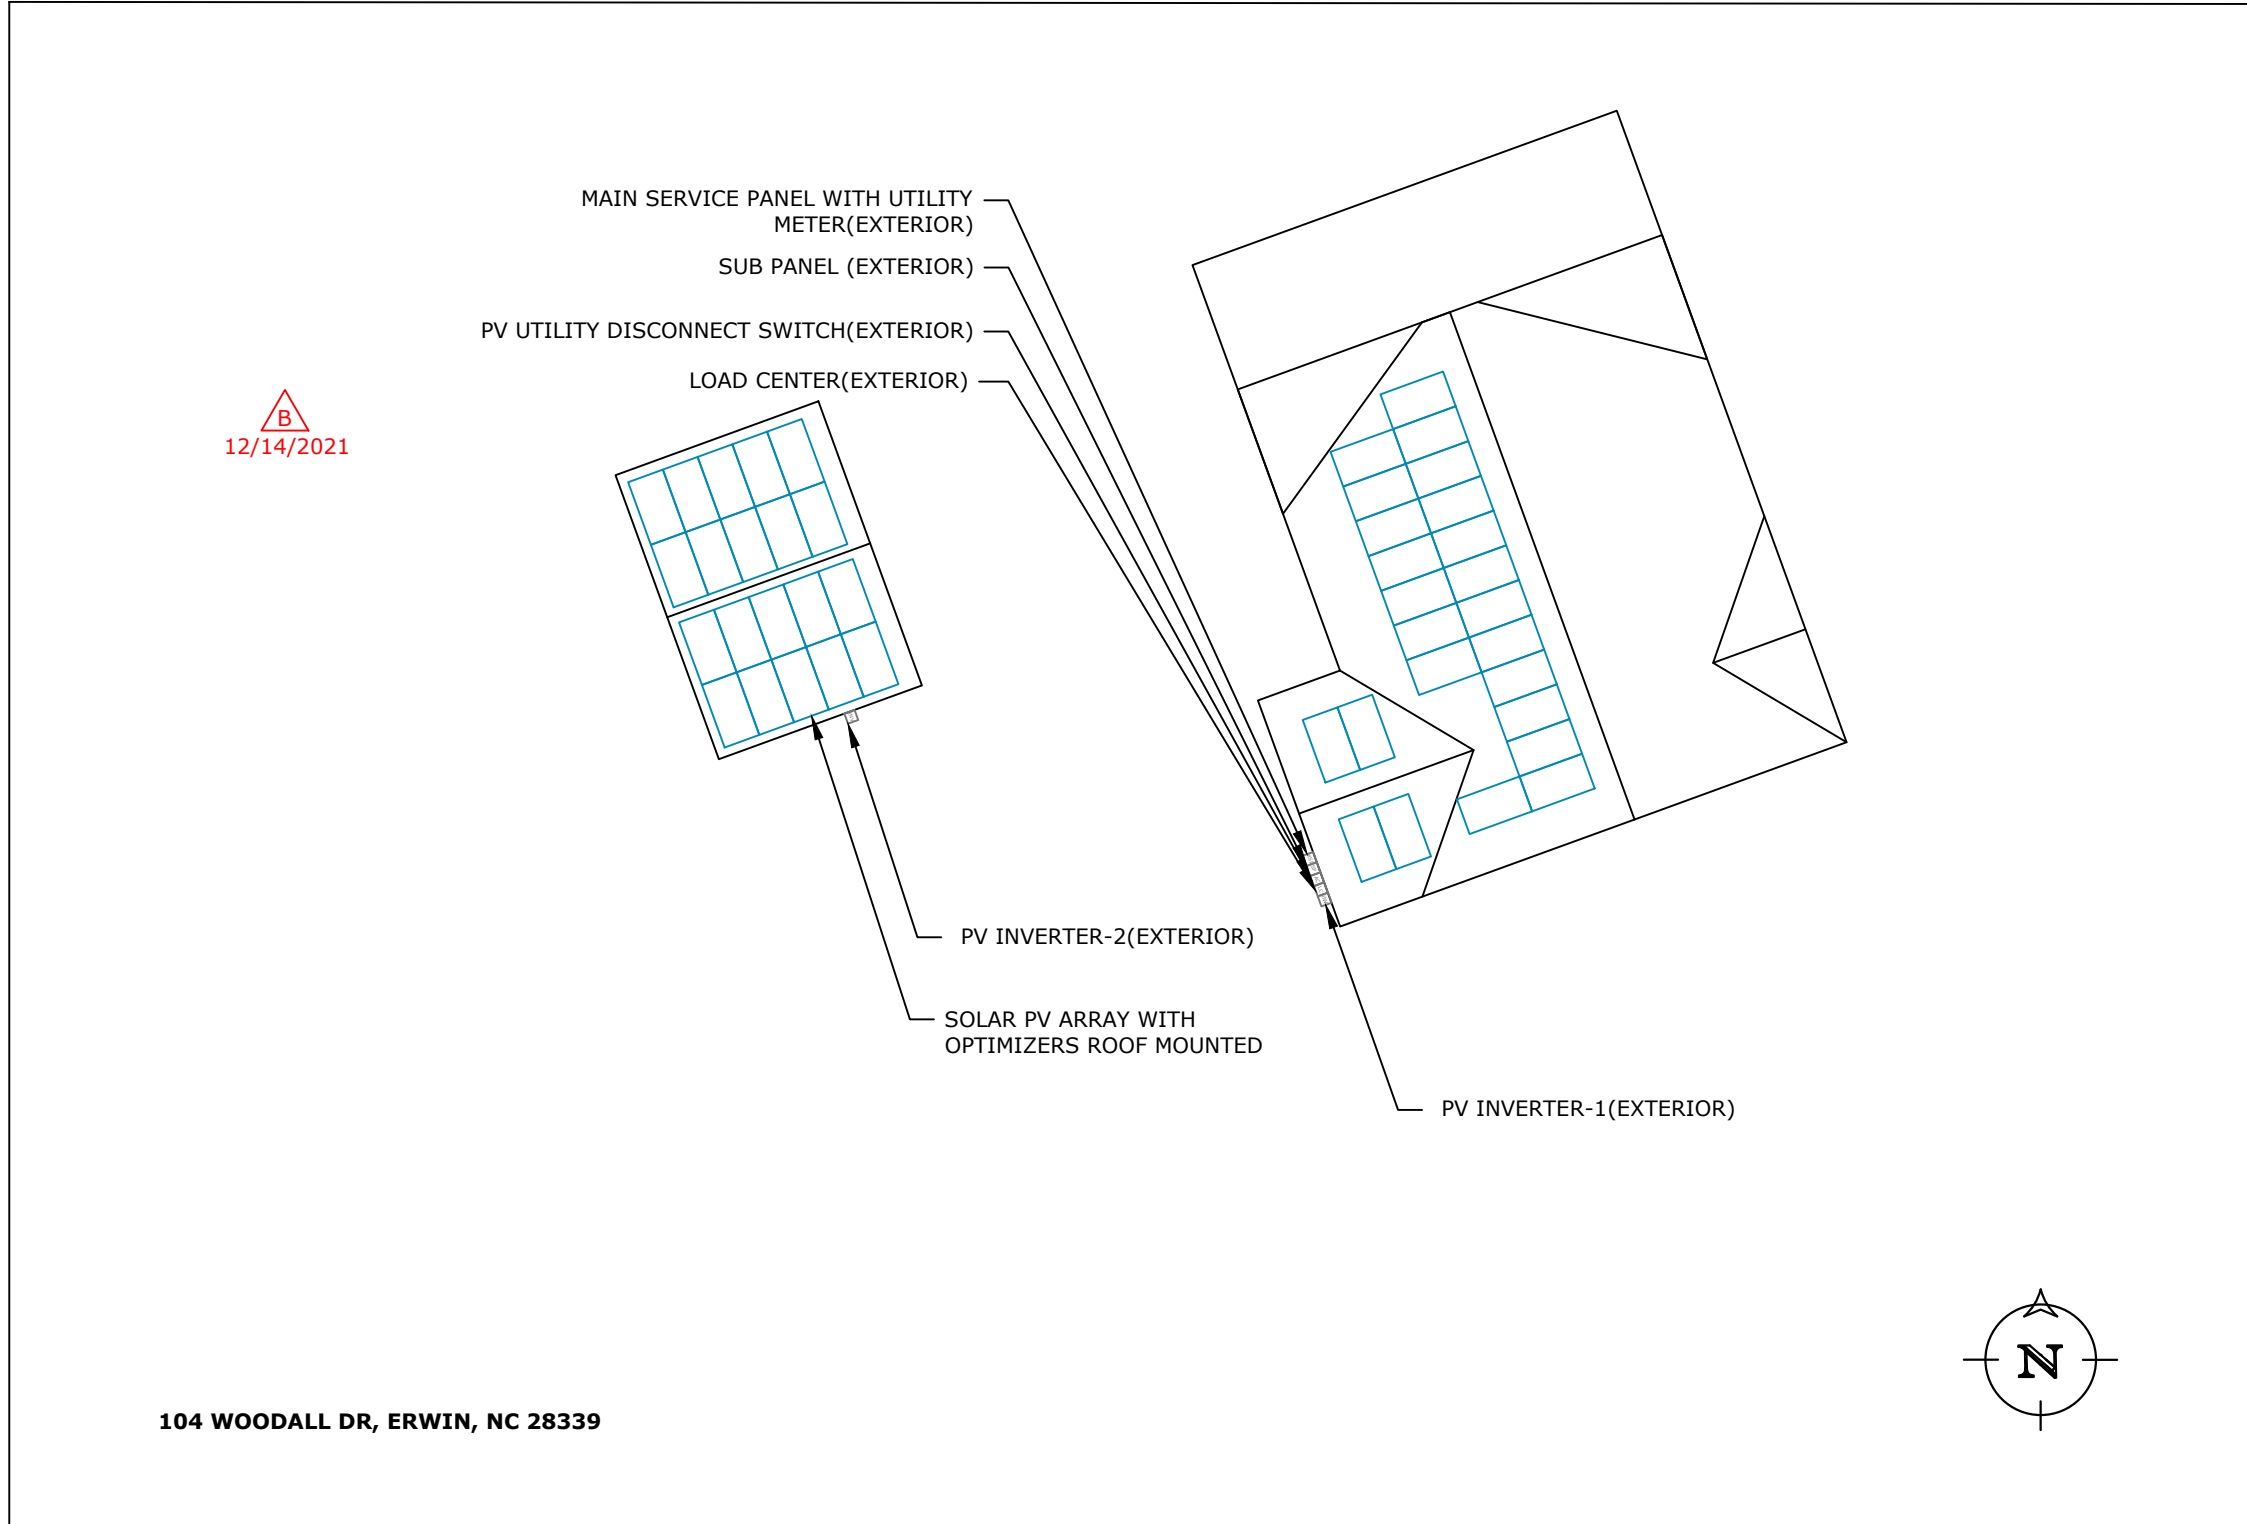 MAIN SERVICE PANEL WITH UTILITY
METER(EXTERIOR)
SUB PANEL (EXTERIOR)
PV UTILITY DISCONNECT SWITCH(EXTERIOR)
LOAD CENTER(EXTERIOR)
B
12/14/2021
PV INVERTER-2(EXTERIOR)
SOLAR PV ARRAY WITH
OPTIMIZERS ROOF MOUNTED
PV INVERTER-1(EXTERIOR)
N
104 WOODALL DR, ERWIN, NC 28339